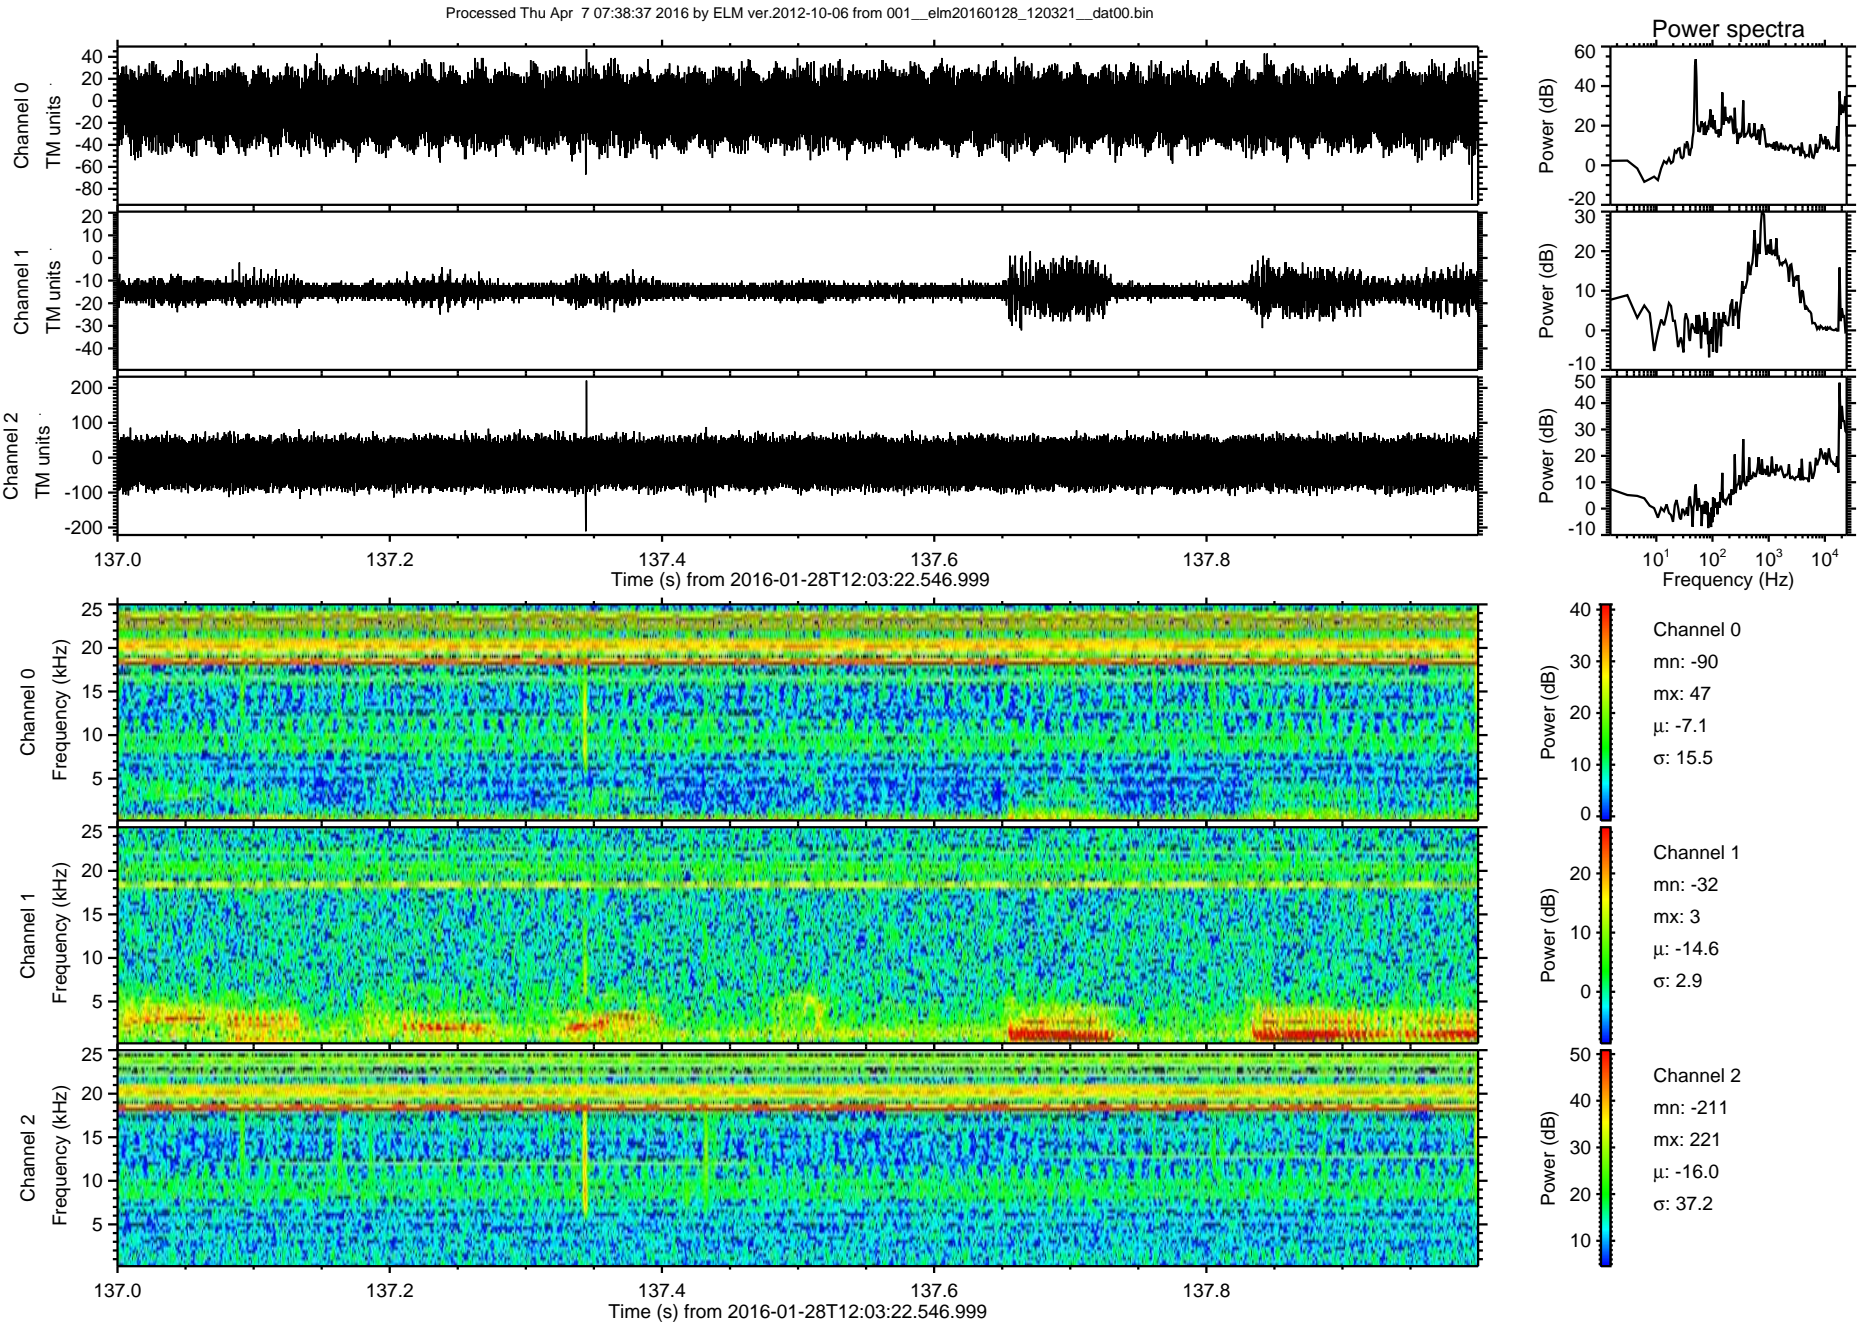 Processed Thu Apr  7 07:38:37 2016 by ELM ver.2012-10-06 from 001__elm20160128_120321__dat00.bin
Power spectra
Channel 0
TM units
40
20
0
-20
-40
-60
-80
Power (dB)
60
40
20
0
-20
Channel 1
TM units
20
10
0
-10
-20
-30
-40
Power (dB)
30
20
10
0
-10
Channel 2
TM units
200
100
0
-100
-200
Power (dB)
50
40
30
20
10
0
-10
137.0 137.2 137.4 137.6 137.8
Time (s) from 2016-01-28T12:03:22.546.999
10^1 10^2 10^3 10^4
Frequency (Hz)
Channel 0
Frequency (kHz)
25
20
15
10
5
Power (dB)
40
30
20
10
0
Channel 0
mn: -90
mx: 47
μ: -7.1
σ: 15.5
Channel 1
Frequency (kHz)
25
20
15
10
5
Power (dB)
20
10
0
Channel 1
mn: -32
mx: 3
μ: -14.6
σ: 2.9
Channel 2
Frequency (kHz)
25
20
15
10
5
Power (dB)
50
40
30
20
10
Channel 2
mn: -211
mx: 221
μ: -16.0
σ: 37.2
137.0 137.2 137.4 137.6 137.8
Time (s) from 2016-01-28T12:03:22.546.999